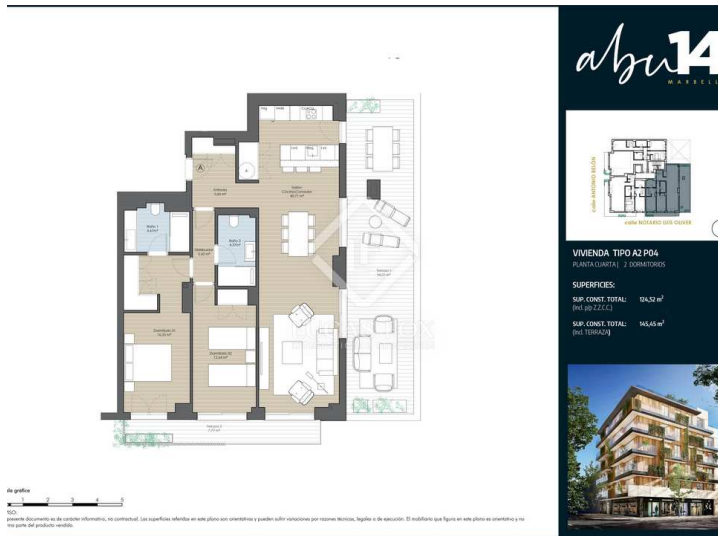 abu14
MARBELL
calle ANTONIO BELÓN
calle NOTARIO LUIS OLIVER
VIVIENDA TIPO A2 P04
PLANTA CUARTA | 2 DORMITORIOS
SUPERFICIES:
SUP. CONST. TOTAL: 124,52 m²
(Incl. p/p Z.Z.C.C.)
SUP. CONST. TOTAL: 145,45 m²
(Incl. TERRAZA)
A
Entrada
Salón
Cocina/Comedor
Baño 1
Distribuidor
Baño 2
Dormitorio 01
Dormitorio 02
Terraza 1
Terraza 2
la gráfica
1 2 3 4 5
presente documento es de carácter informativo, no contractual. Las superficies referidas en este plano son orientativas y pueden sufrir variaciones por razones técnicas, legales o de ejecución. El mobiliario que figura en este plano es orientativo y no
ma parte del producto vendido.